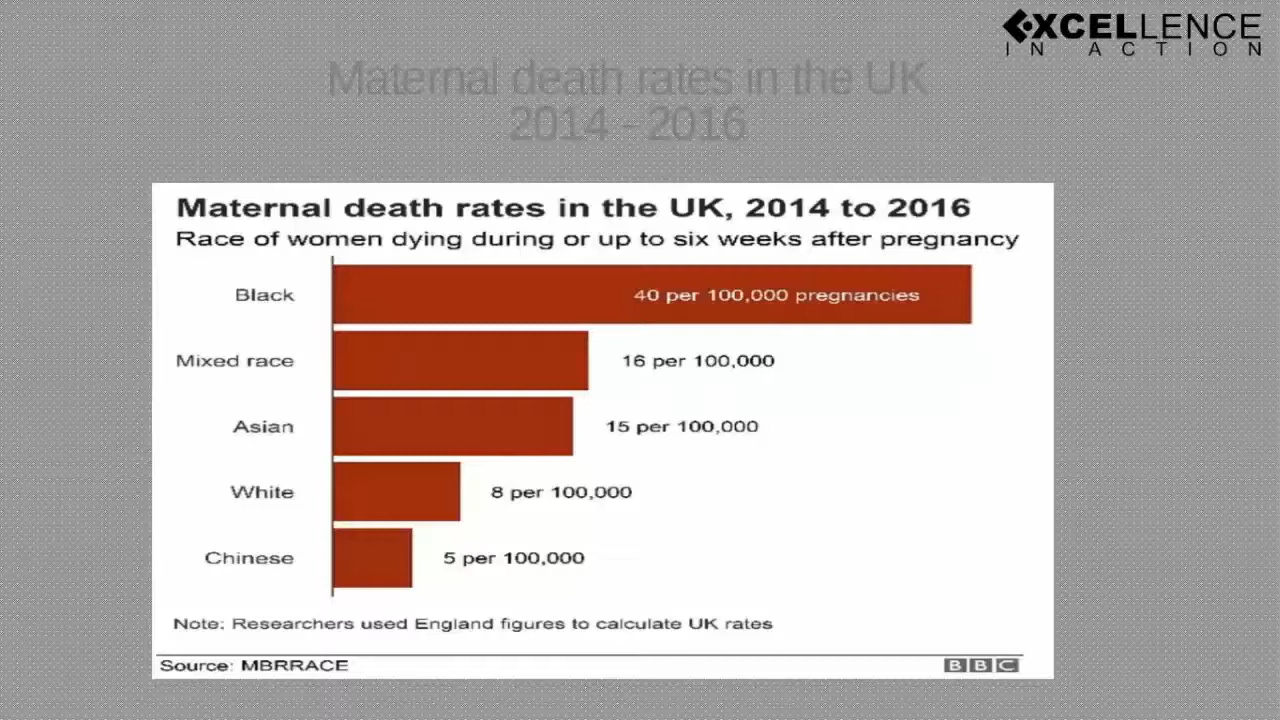 EXCELLENCE
IN ACTION
Maternal death rates in the UK
2014 - 2016
Maternal death rates in the UK, 2014 to 2016
Race of women dying during or up to six weeks after pregnancy
Black 40 per 100,000 pregnancies
Mixed race 16 per 100,000
Asian 15 per 100,000
White 8 per 100,000
Chinese 5 per 100,000
Note: Researchers used England figures to calculate UK rates
Source: MBRRACE BBC